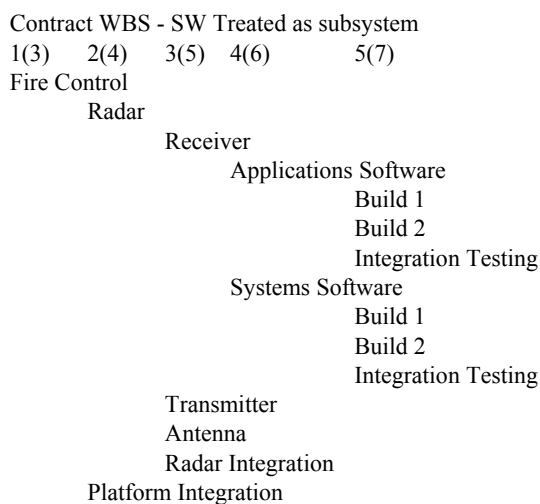 Contract WBS - SW Treated as subsystem
1(3) 2(4) 3(5) 4(6) 5(7)
Fire Control
Radar
Receiver
Applications Software
Build 1
Build 2
Integration Testing
Systems Software
Build 1
Build 2
Integration Testing
Transmitter
Antenna
Radar Integration
Platform Integration